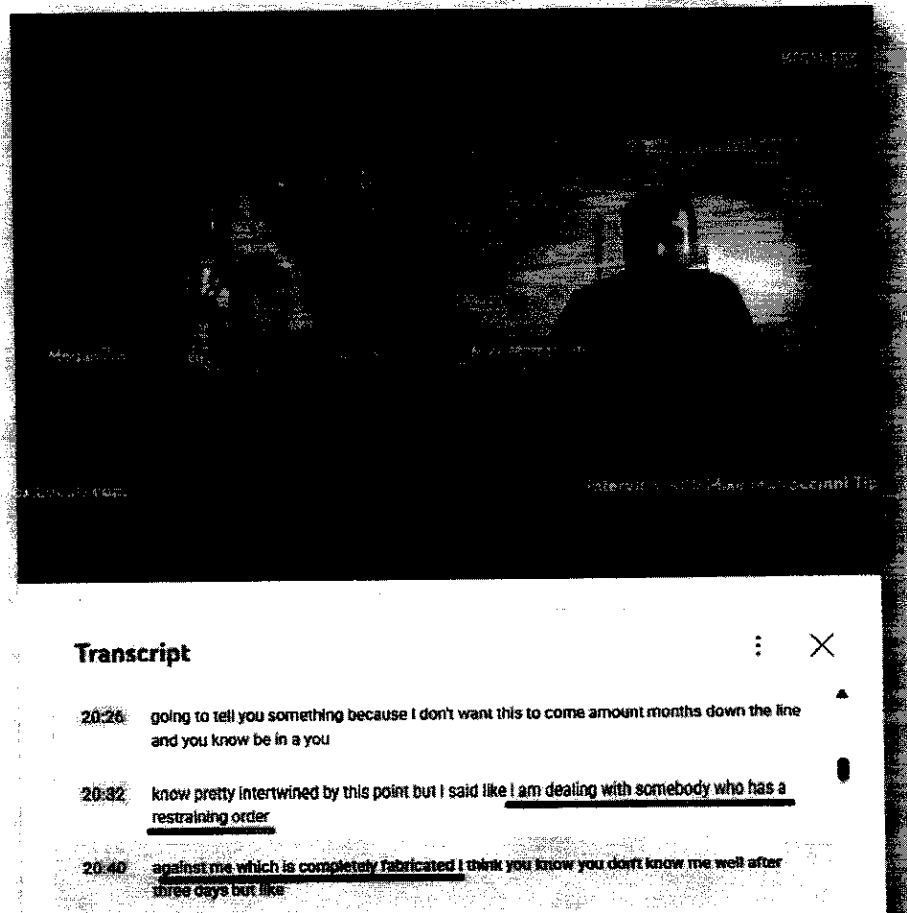 Transcript
20:26 going to tell you something because I don't want this to come amount months down the line
and you know be in a you
20:32 know pretty intertwined by this point but I said like I am dealing with somebody who has a
restraining order
20:40 against me which is completely fabricated I think you know you don't know me well after
three days but like